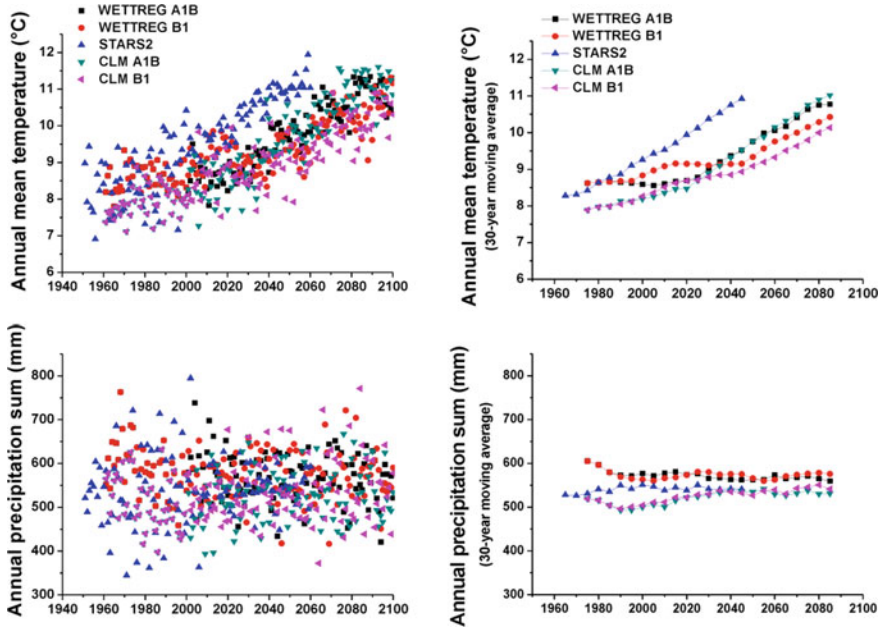 WETTREG A1B
WETTREG B1
STARS2
CLM A1B
CLM B1
Annual mean temperature (°C)
12
11
10
9
8
7
6
1940 1960 1980 2000 2020 2040 2060 2080 2100
WETTREG A1B
WETTREG B1
STARS2
CLM A1B
CLM B1
Annual mean temperature (°C)
(30-year moving average)
13
12
11
10
9
8
7
6
1960 1980 2000 2020 2040 2060 2080 2100
Annual precipitation sum (mm)
800
700
600
500
400
300
1940 1960 1980 2000 2020 2040 2060 2080 2100
Annual precipitation sum (mm)
(30-year moving average)
800
700
600
500
400
300
1960 1980 2000 2020 2040 2060 2080 2100